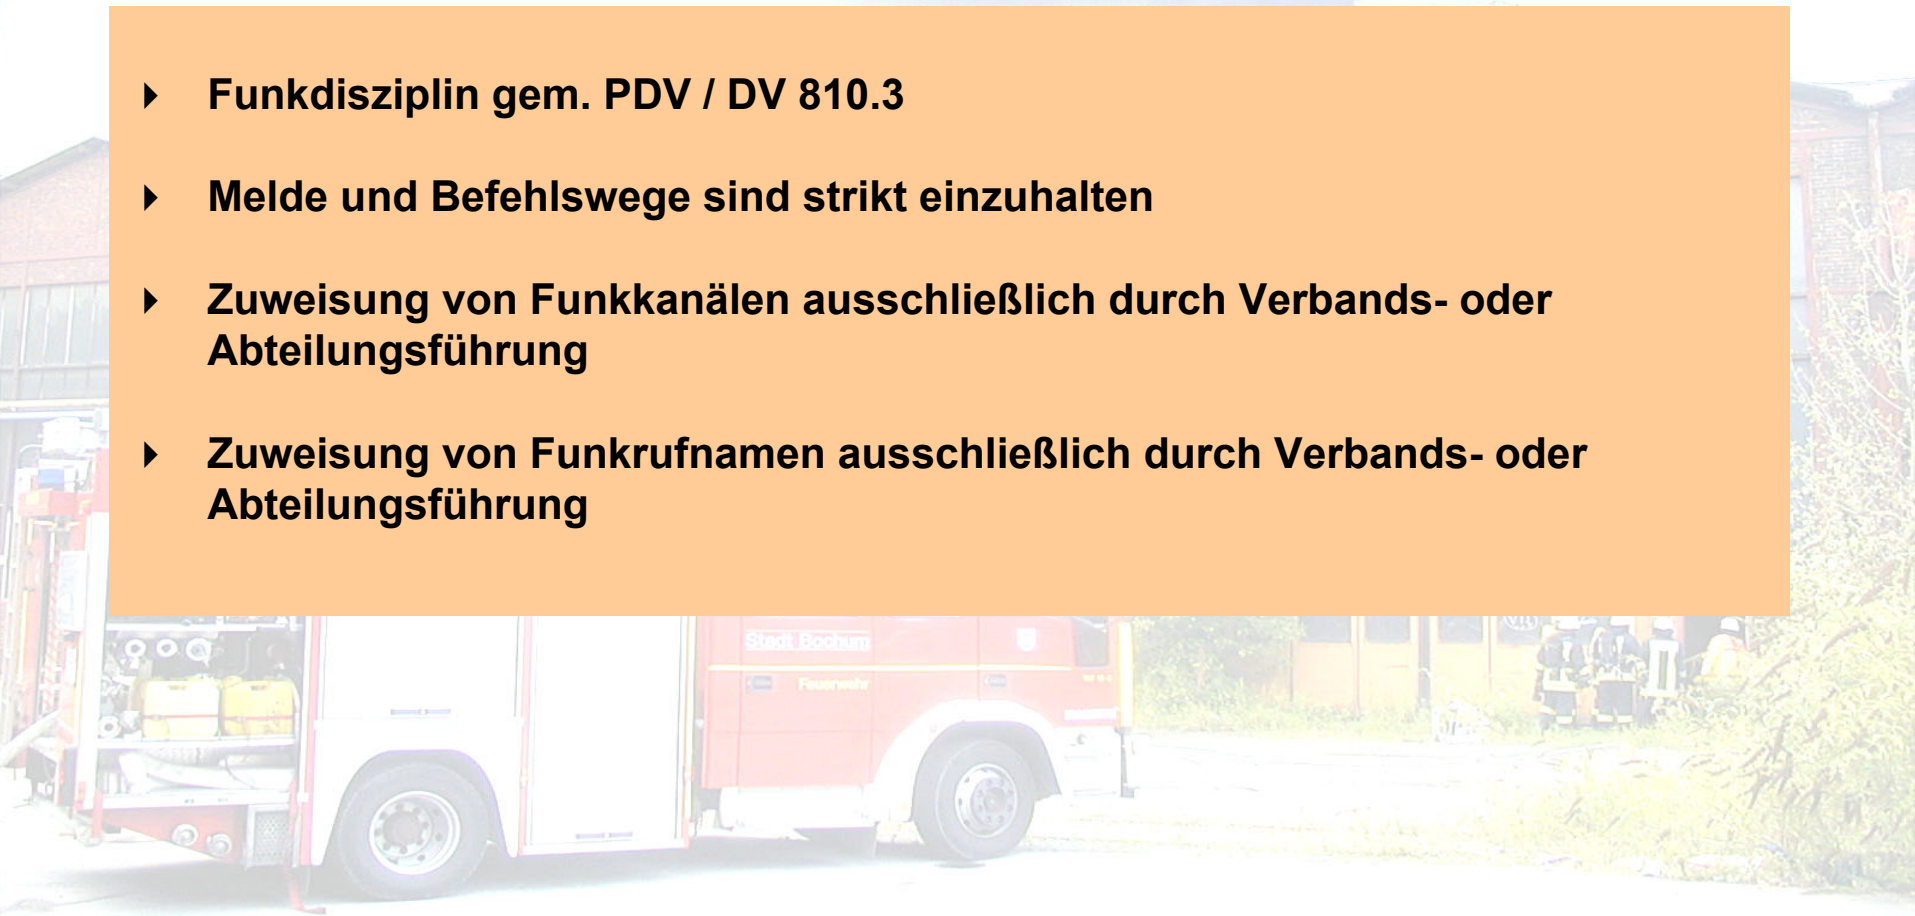 Funkdisziplin gem. PDV / DV 810.3
Melde und Befehlswege sind strikt einzuhalten
Zuweisung von Funkkanälen ausschließlich durch Verbands- oder
Abteilungsführung
Zuweisung von Funkrufnamen ausschließlich durch Verbands- oder
Abteilungsführung
Stadt Bochum
Feuerwehr